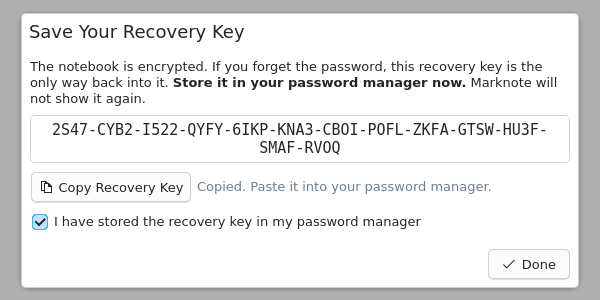 Save Your Recovery Key
The notebook is encrypted. If you forget the password, this recovery key is the
only way back into it. Store it in your password manager now. Marknote will
not show it again.
2S47-CYB2-I522-QYFY-6IKP-KNA3-CBOI-POFL-ZKFA-GTSW-HU3F-
SMAF-RVOQ
Copy Recovery Key Copied. Paste it into your password manager.
I have stored the recovery key in my password manager
Done